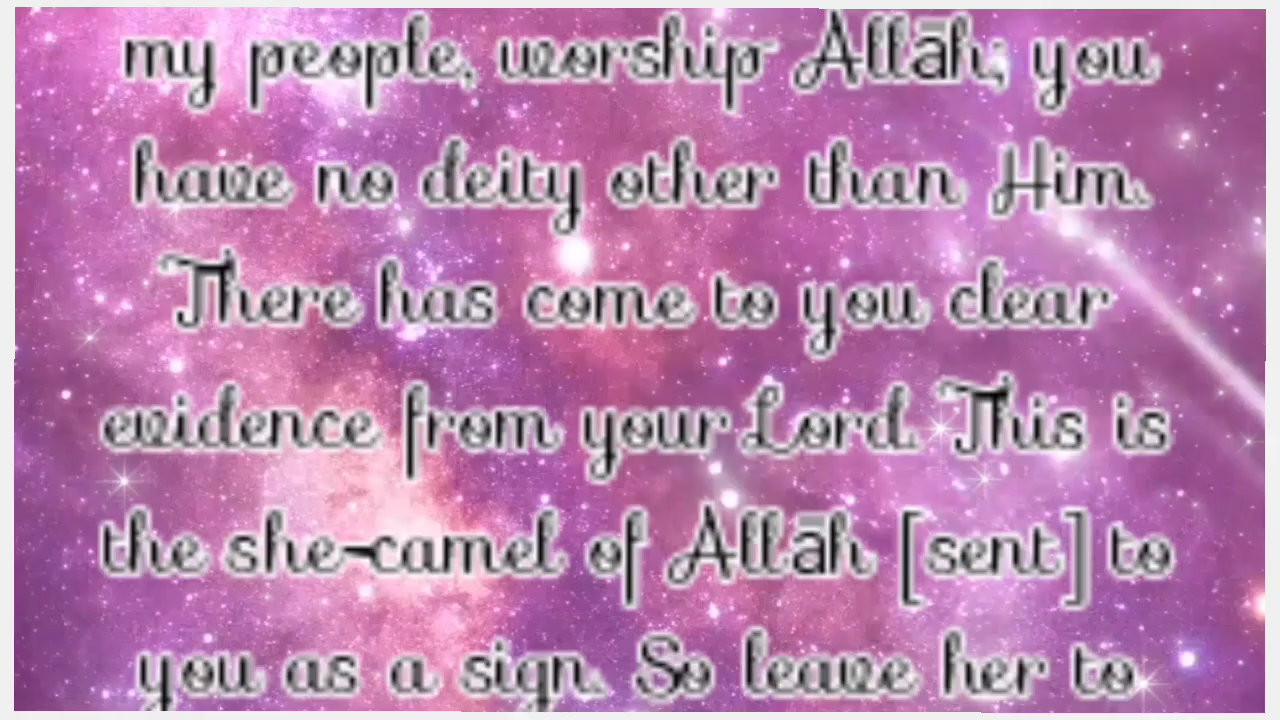 my people, worship Allāh; you
have no deity other than Him.
There has come to you clear
evidence from your Lord. This is
the she-camel of Allāh [sent] to
you as a sign. So leave her to